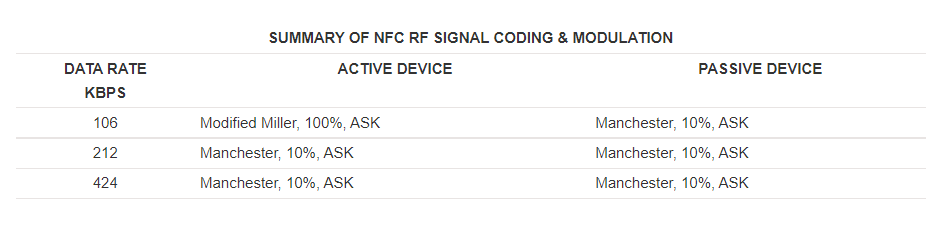 SUMMARY OF NFC RF SIGNAL CODING & MODULATION
DATA RATE KBPS ACTIVE DEVICE PASSIVE DEVICE
106 Modified Miller, 100%, ASK Manchester, 10%, ASK
212 Manchester, 10%, ASK Manchester, 10%, ASK
424 Manchester, 10%, ASK Manchester, 10%, ASK